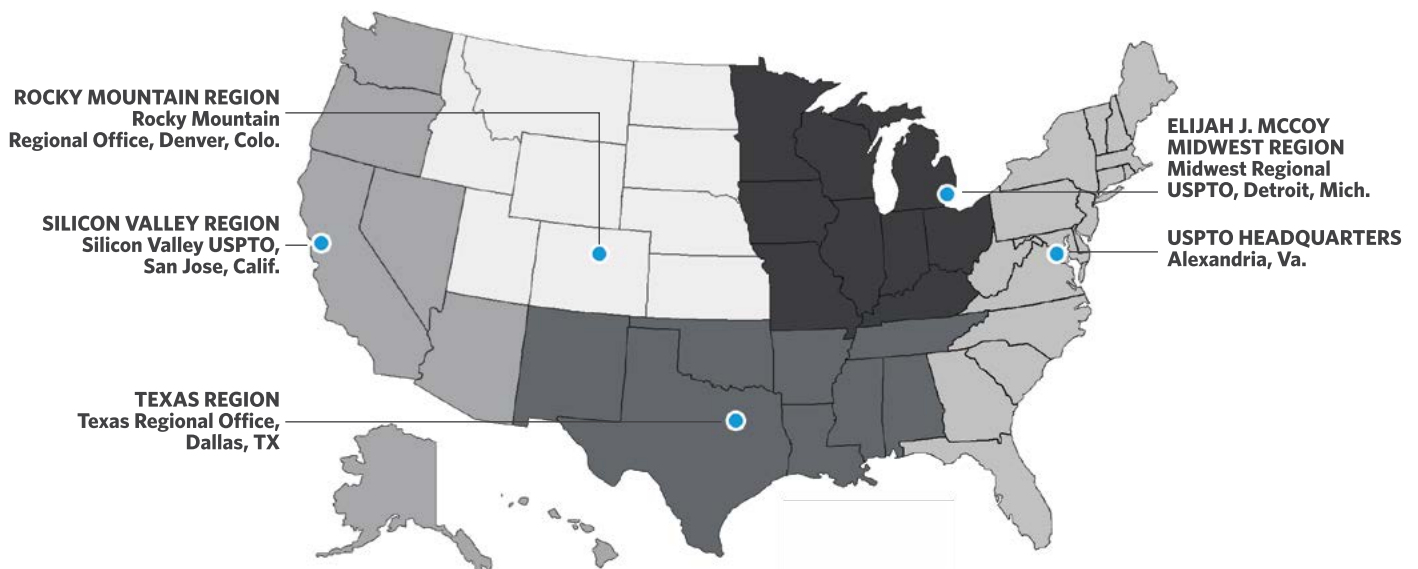 ROCKY MOUNTAIN REGION
Rocky Mountain
Regional Office, Denver, Colo.
SILICON VALLEY REGION
Silicon Valley USPTO,
San Jose, Calif.
TEXAS REGION
Texas Regional Office,
Dallas, TX
ELIJAH J. MCCOY
MIDWEST REGION
Midwest Regional
USPTO, Detroit, Mich.
USPTO HEADQUARTERS
Alexandria, Va.